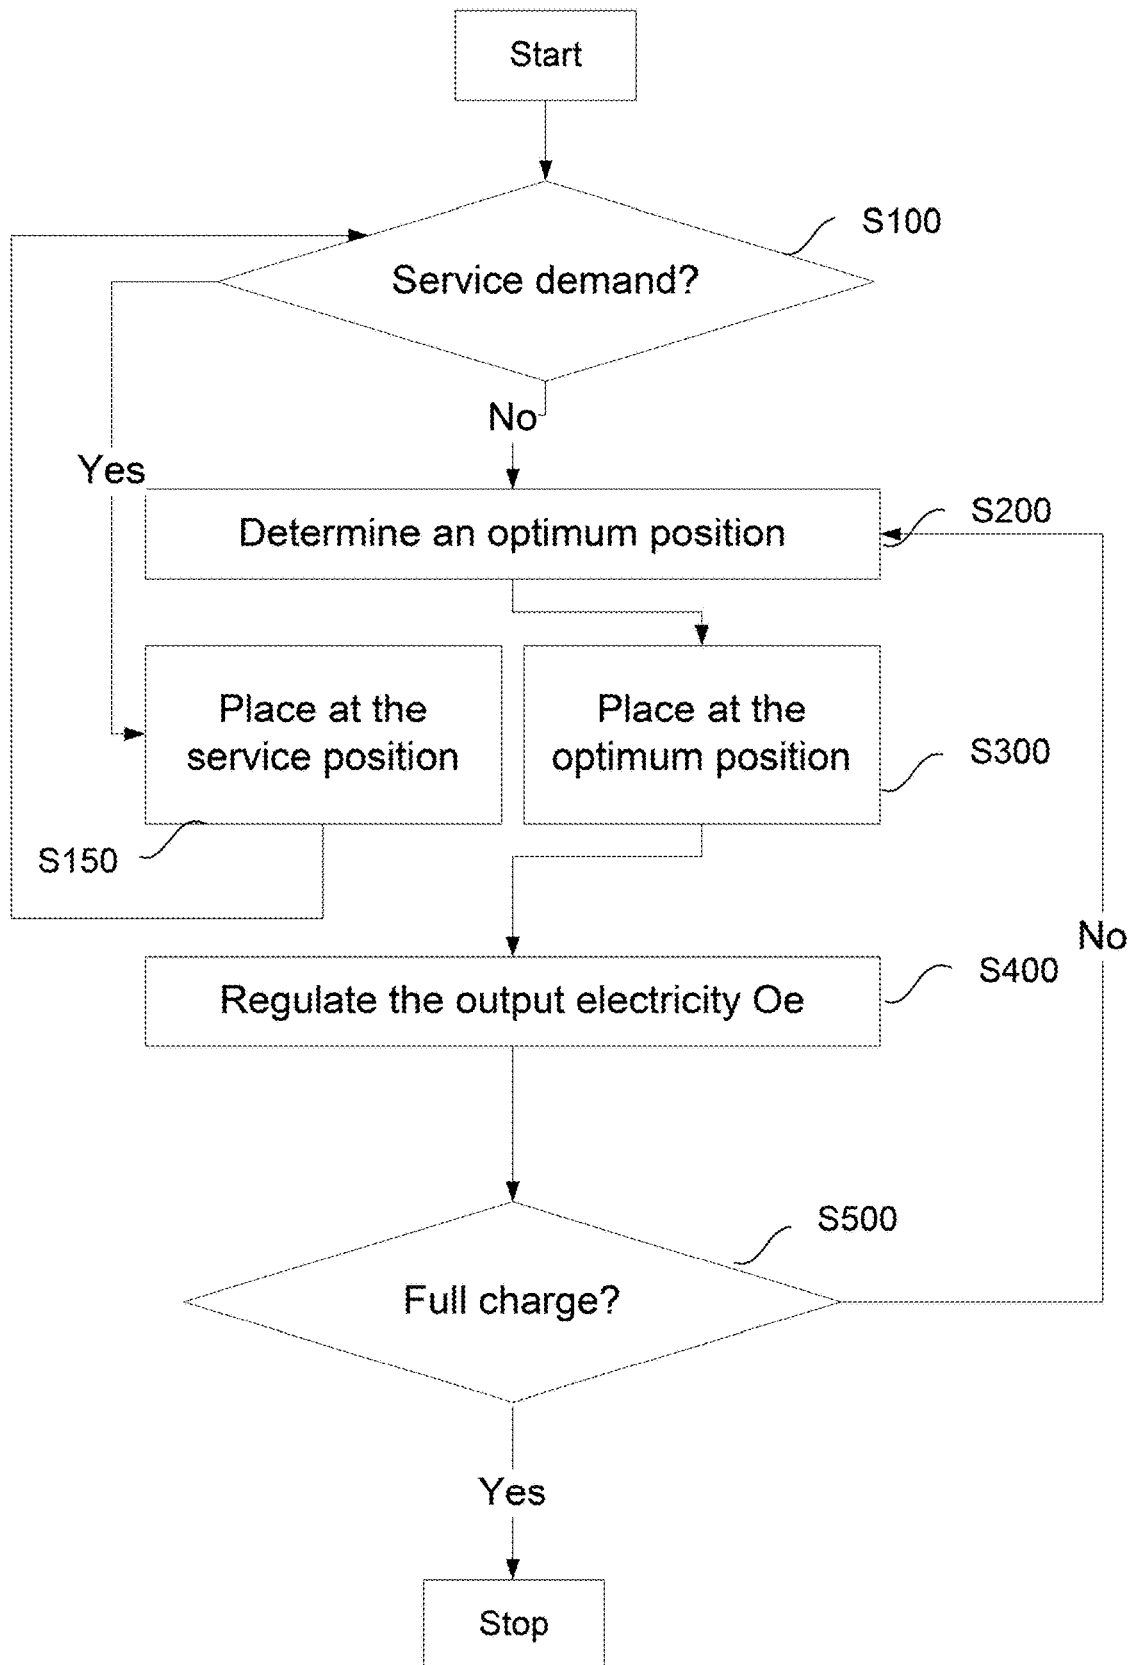 Start
S100
Service demand?
No
Yes
S200
Determine an optimum position
Place at the
service position
Place at the
optimum position
S300
S150
No
S400
Regulate the output electricity Oe
S500
Full charge?
Yes
Stop